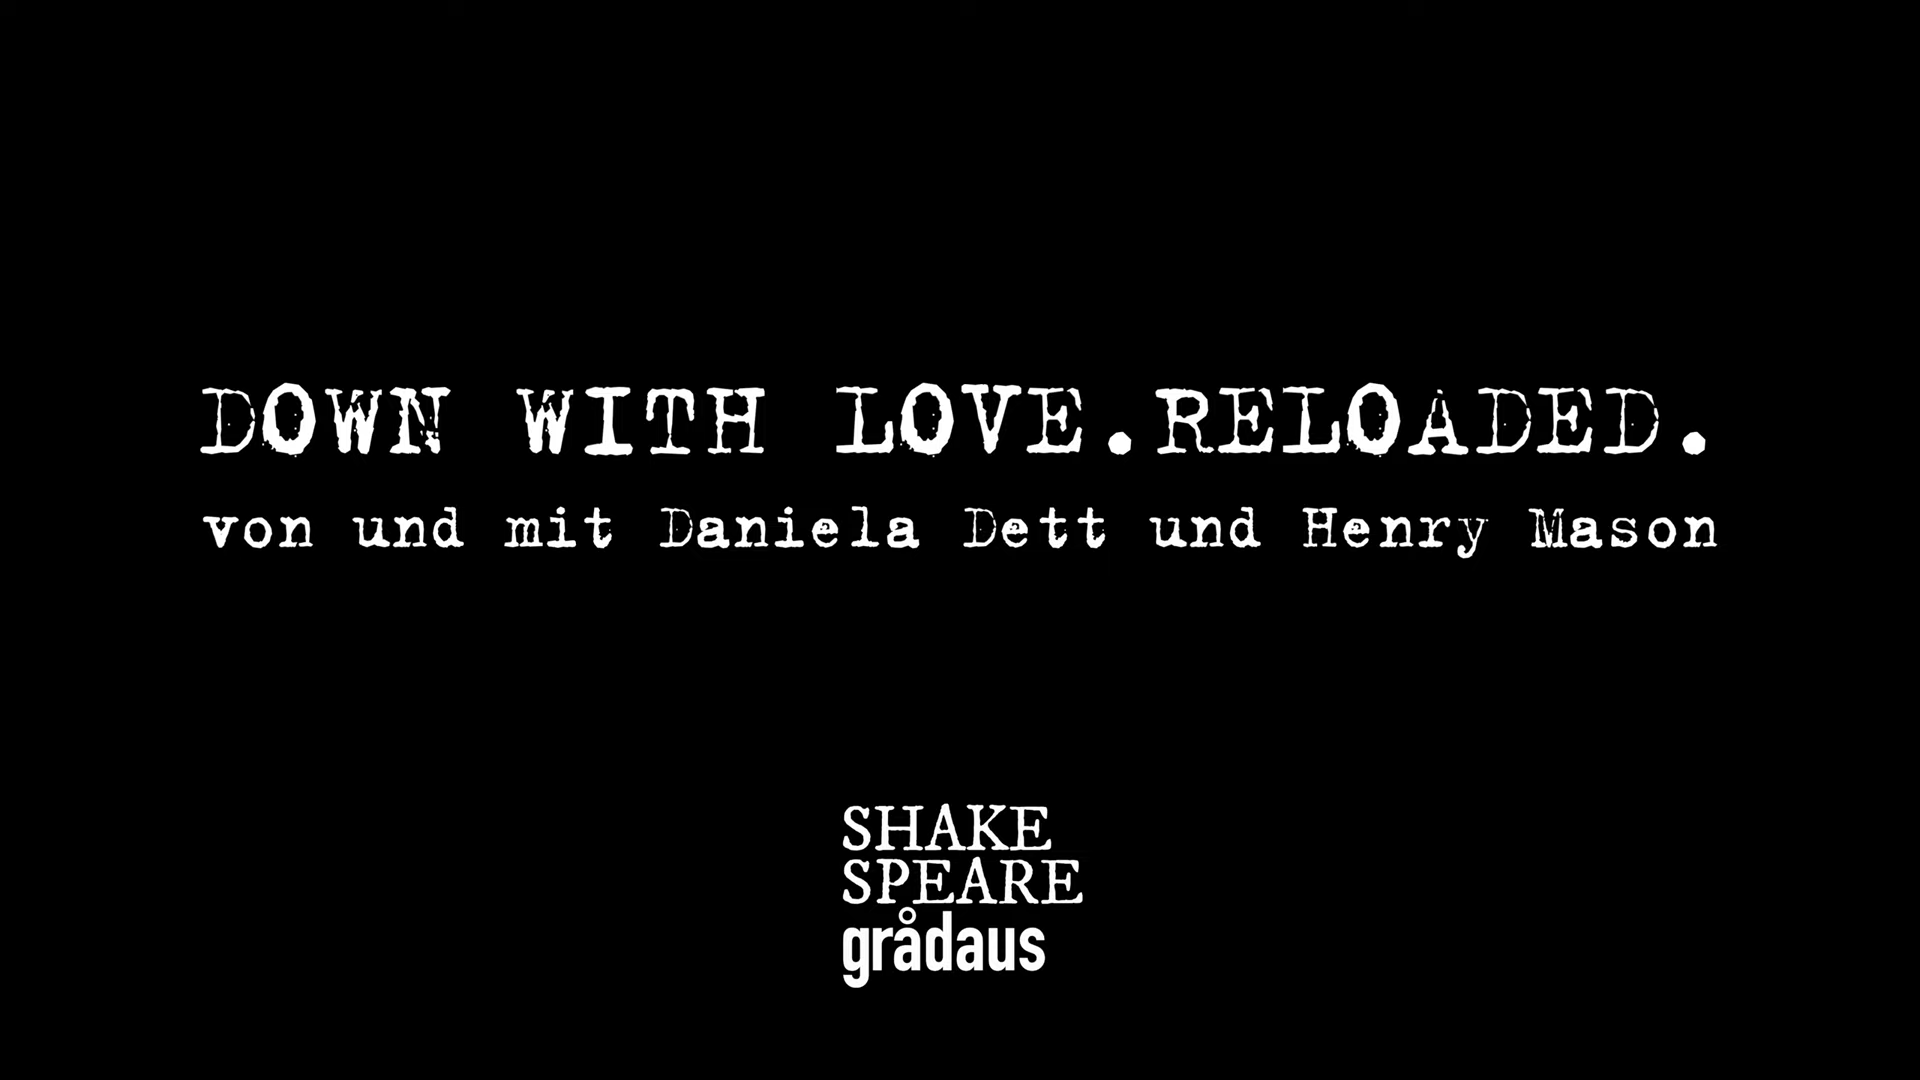 DOWN WITH LOVE.RELOADED.
von und mit Daniela Dett und Henry Mason
SHAKE
SPEARE
grådaus